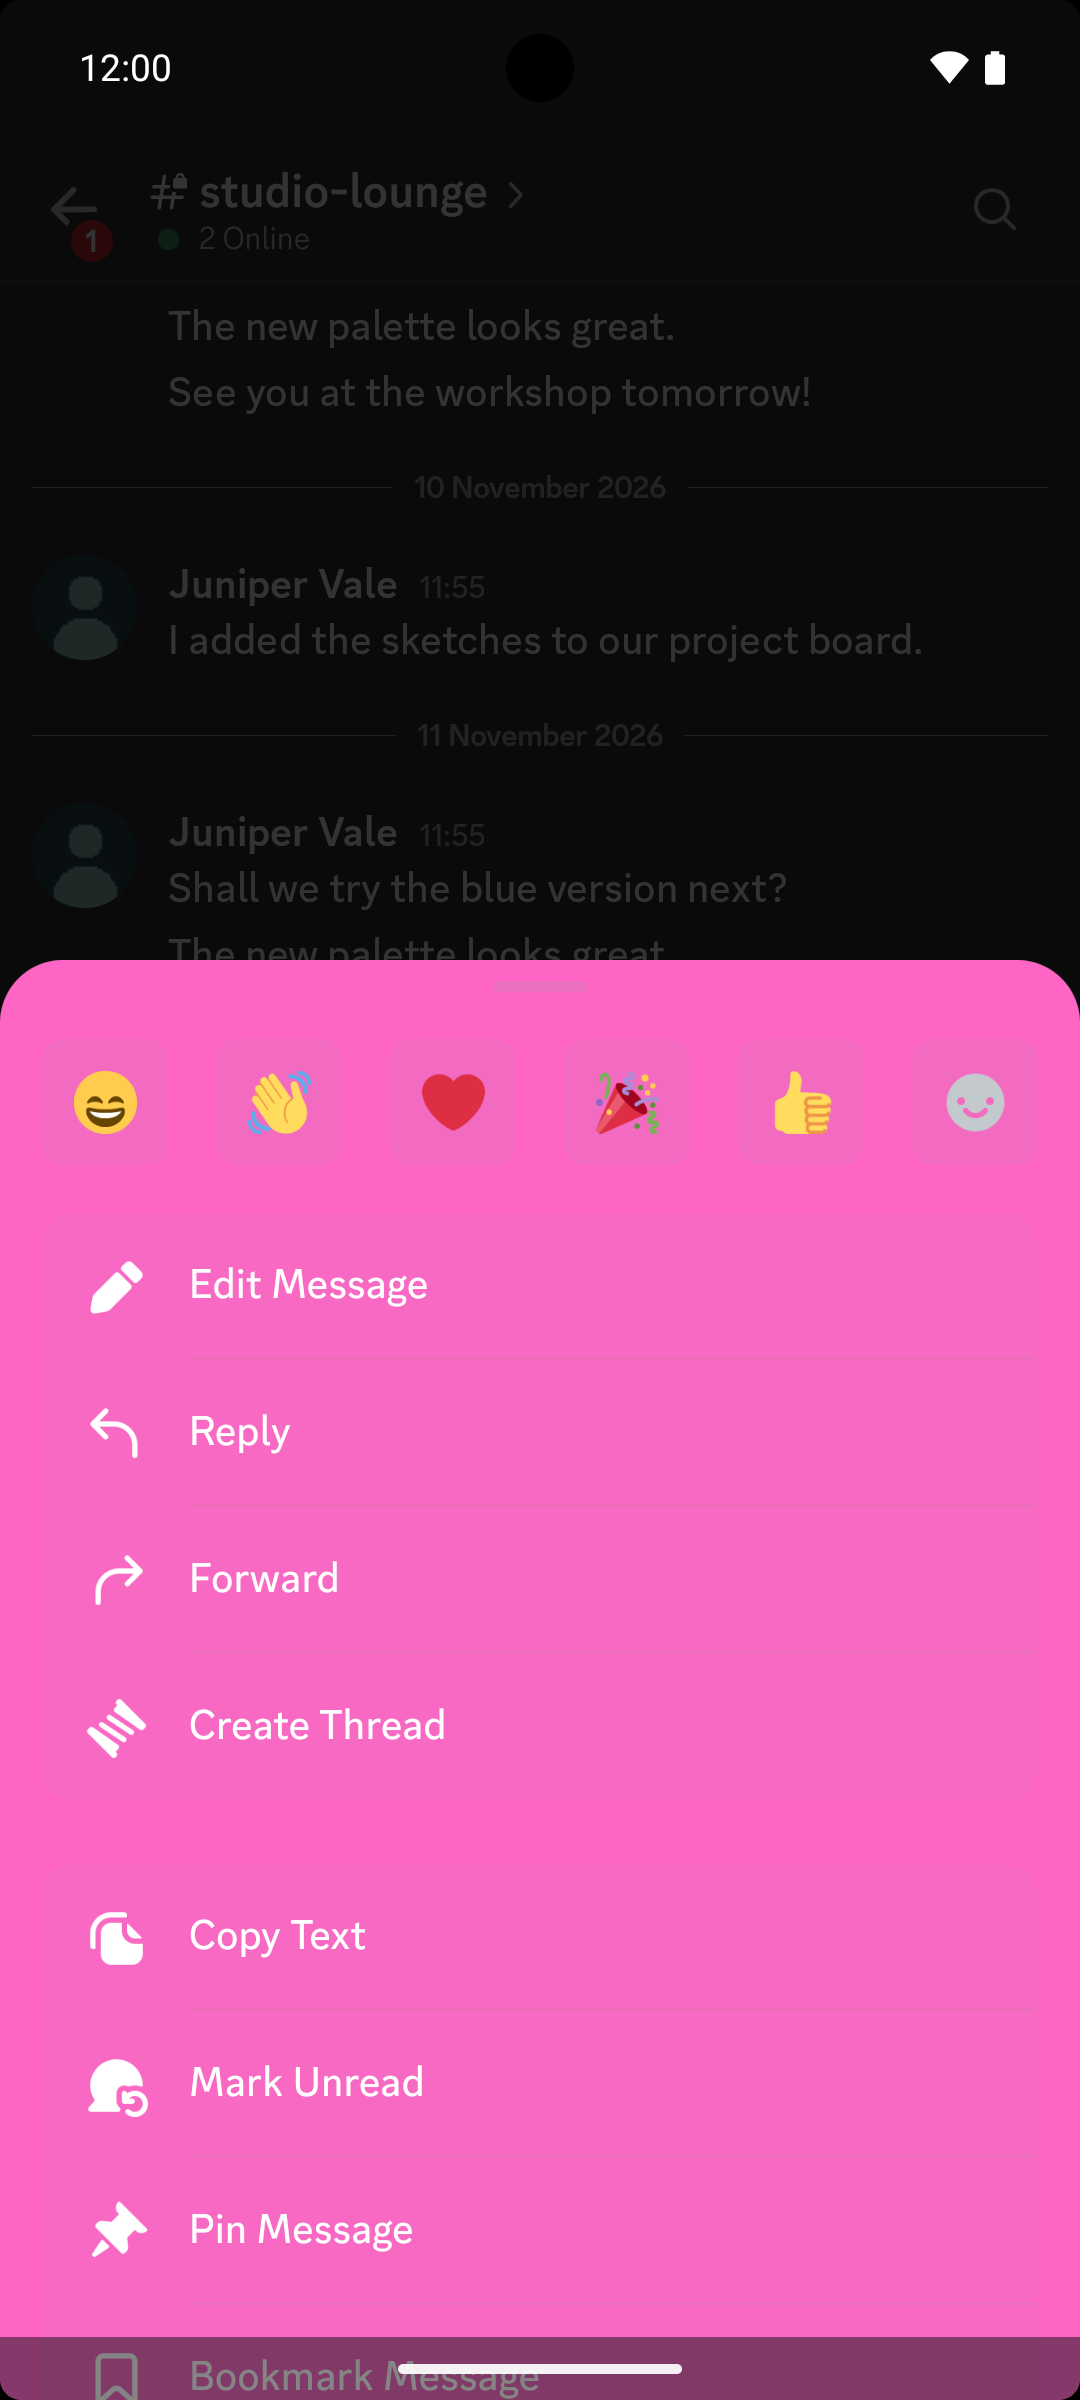 12:00
studio-lounge
1
2 Online
The new palette looks great.
See you at the workshop tomorrow!
10 November 2026
Juniper Vale 11:55
I added the sketches to our project board.
11 November 2026
Juniper Vale 11:55
Shall we try the blue version next?
The new palette looks great.
Edit Message
Reply
Forward
Create Thread
Copy Text
Mark Unread
Pin Message
Bookmark Message